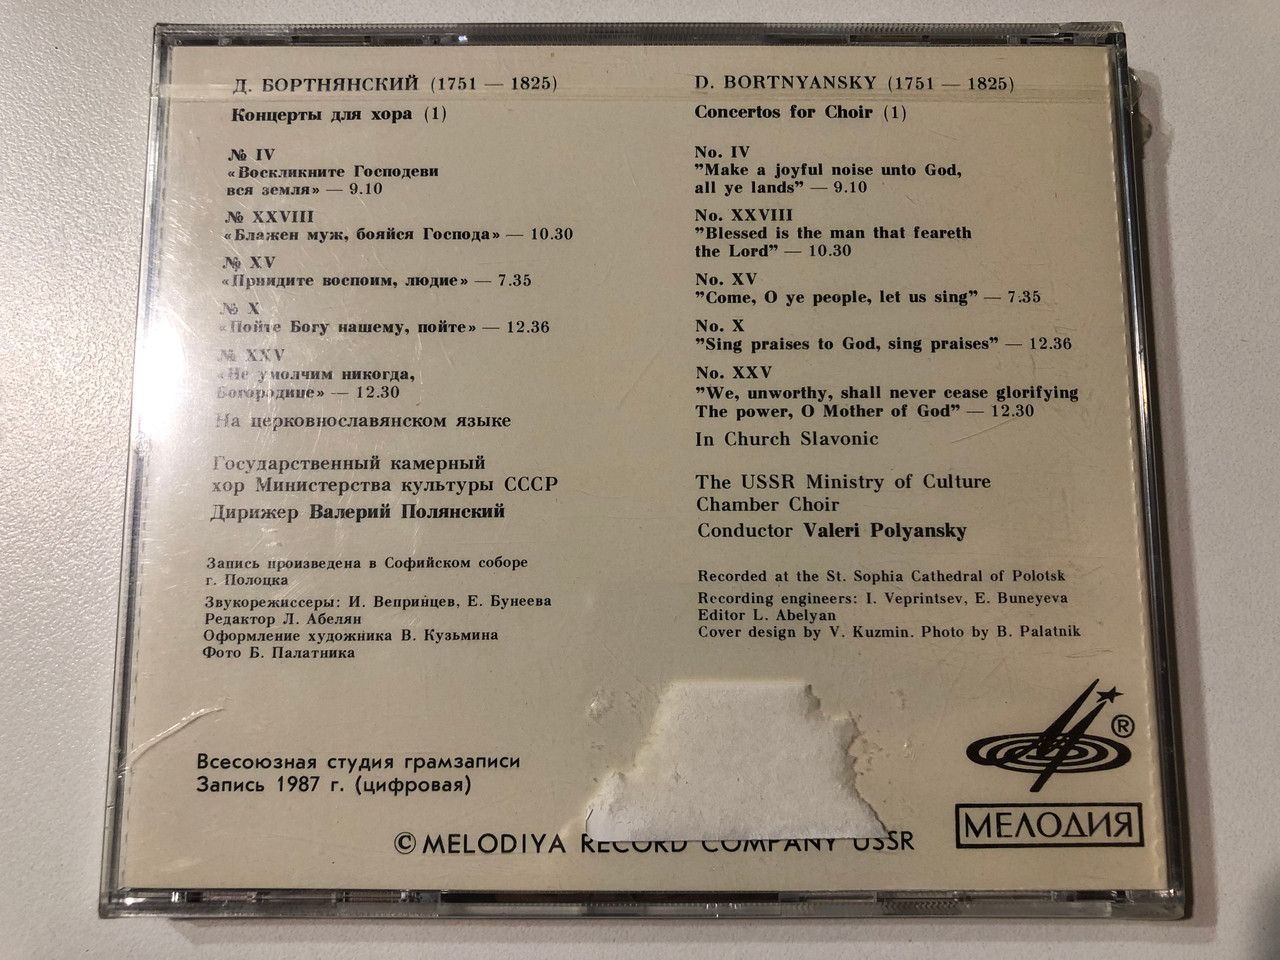 Д. БОРТНЯНСКИЙ (1751 — 1825)
Концерты для хора (1)
№ IV
«Воскликните Господеви
вся земля» — 9.10
№ XXVIII
«Блажен муж, бояйся Господа» — 10.30
№ XV
«Приидите воспоим, людие» — 7.35
№ X
«Пойте Богу нашему, пойте» — 12.36
№ XXV
«Не умолчим никогда,
Богородице» — 12.30
На церковнославянском языке
Государственный камерный
хор Министерства культуры СССР
Дирижер Валерий Полянский
Запись произведена в Софийском соборе
г. Полоцка
Звукорежиссеры: И. Вепринцев, Е. Бунеева
Редактор Л. Абелян
Оформление художника В. Кузьмина
Фото Б. Палатника
Всесоюзная студия грамзаписи
Запись 1987 г. (цифровая)
D. BORTNYANSKY (1751 — 1825)
Concertos for Choir (1)
No. IV
”Make a joyful noise unto God,
all ye lands” — 9.10
No. XXVIII
”Blessed is the man that feareth
the Lord” — 10.30
No. XV
”Come, O ye people, let us sing” — 7.35
No. X
”Sing praises to God, sing praises” — 12.36
No. XXV
”We, unworthy, shall never cease glorifying
The power, O Mother of God” — 12.30
In Church Slavonic
The USSR Ministry of Culture
Chamber Choir
Conductor Valeri Polyansky
Recorded at the St. Sophia Cathedral of Polotsk
Recording engineers: I. Veprintsev, E. Buneyeva
Editor L. Abelyan
Cover design by V. Kuzmin. Photo by B. Palatnik
®
МЕЛОДИЯ
© MELODIYA RECORD COMPANY USSR